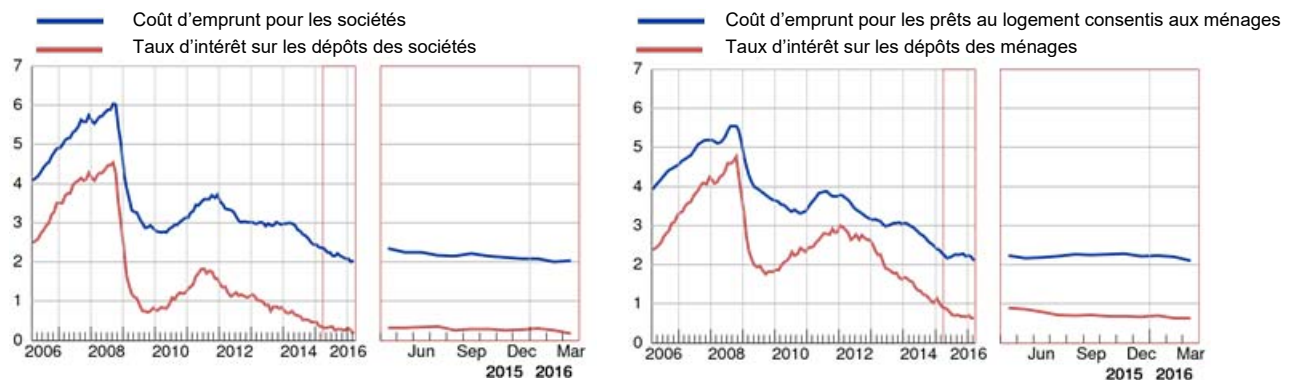 Coût d'emprunt pour les sociétés
Taux d'intérêt sur les dépôts des sociétés
7
6
5
4
3
2
1
0
2006 2008 2010 2012 2014 2016
Jun Sep Dec Mar
2015 2016
Coût d'emprunt pour les prêts au logement consentis aux ménages
Taux d'intérêt sur les dépôts des ménages
7
6
5
4
3
2
1
0
2006 2008 2010 2012 2014 2016
Jun Sep Dec Mar
2015 2016